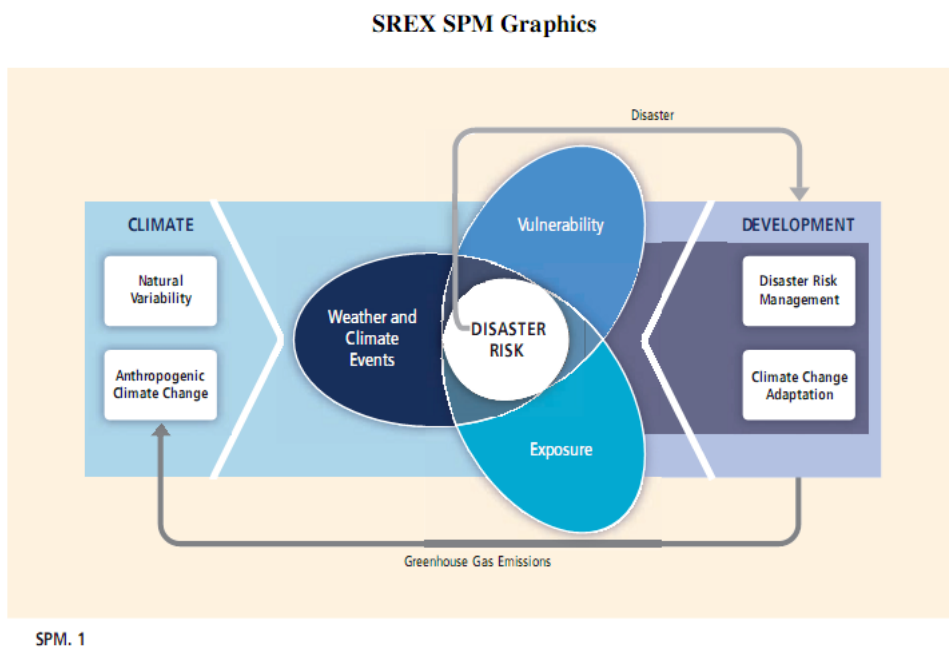 SREX SPM Graphics
Disaster
CLIMATE
Natural
Variability
Anthropogenic
Climate Change
Weather and
Climate
Events
Vulnerability
DISASTER
RISK
Exposure
DEVELOPMENT
Disaster Risk
Management
Climate Change
Adaptation
Greenhouse Gas Emissions
SPM. 1